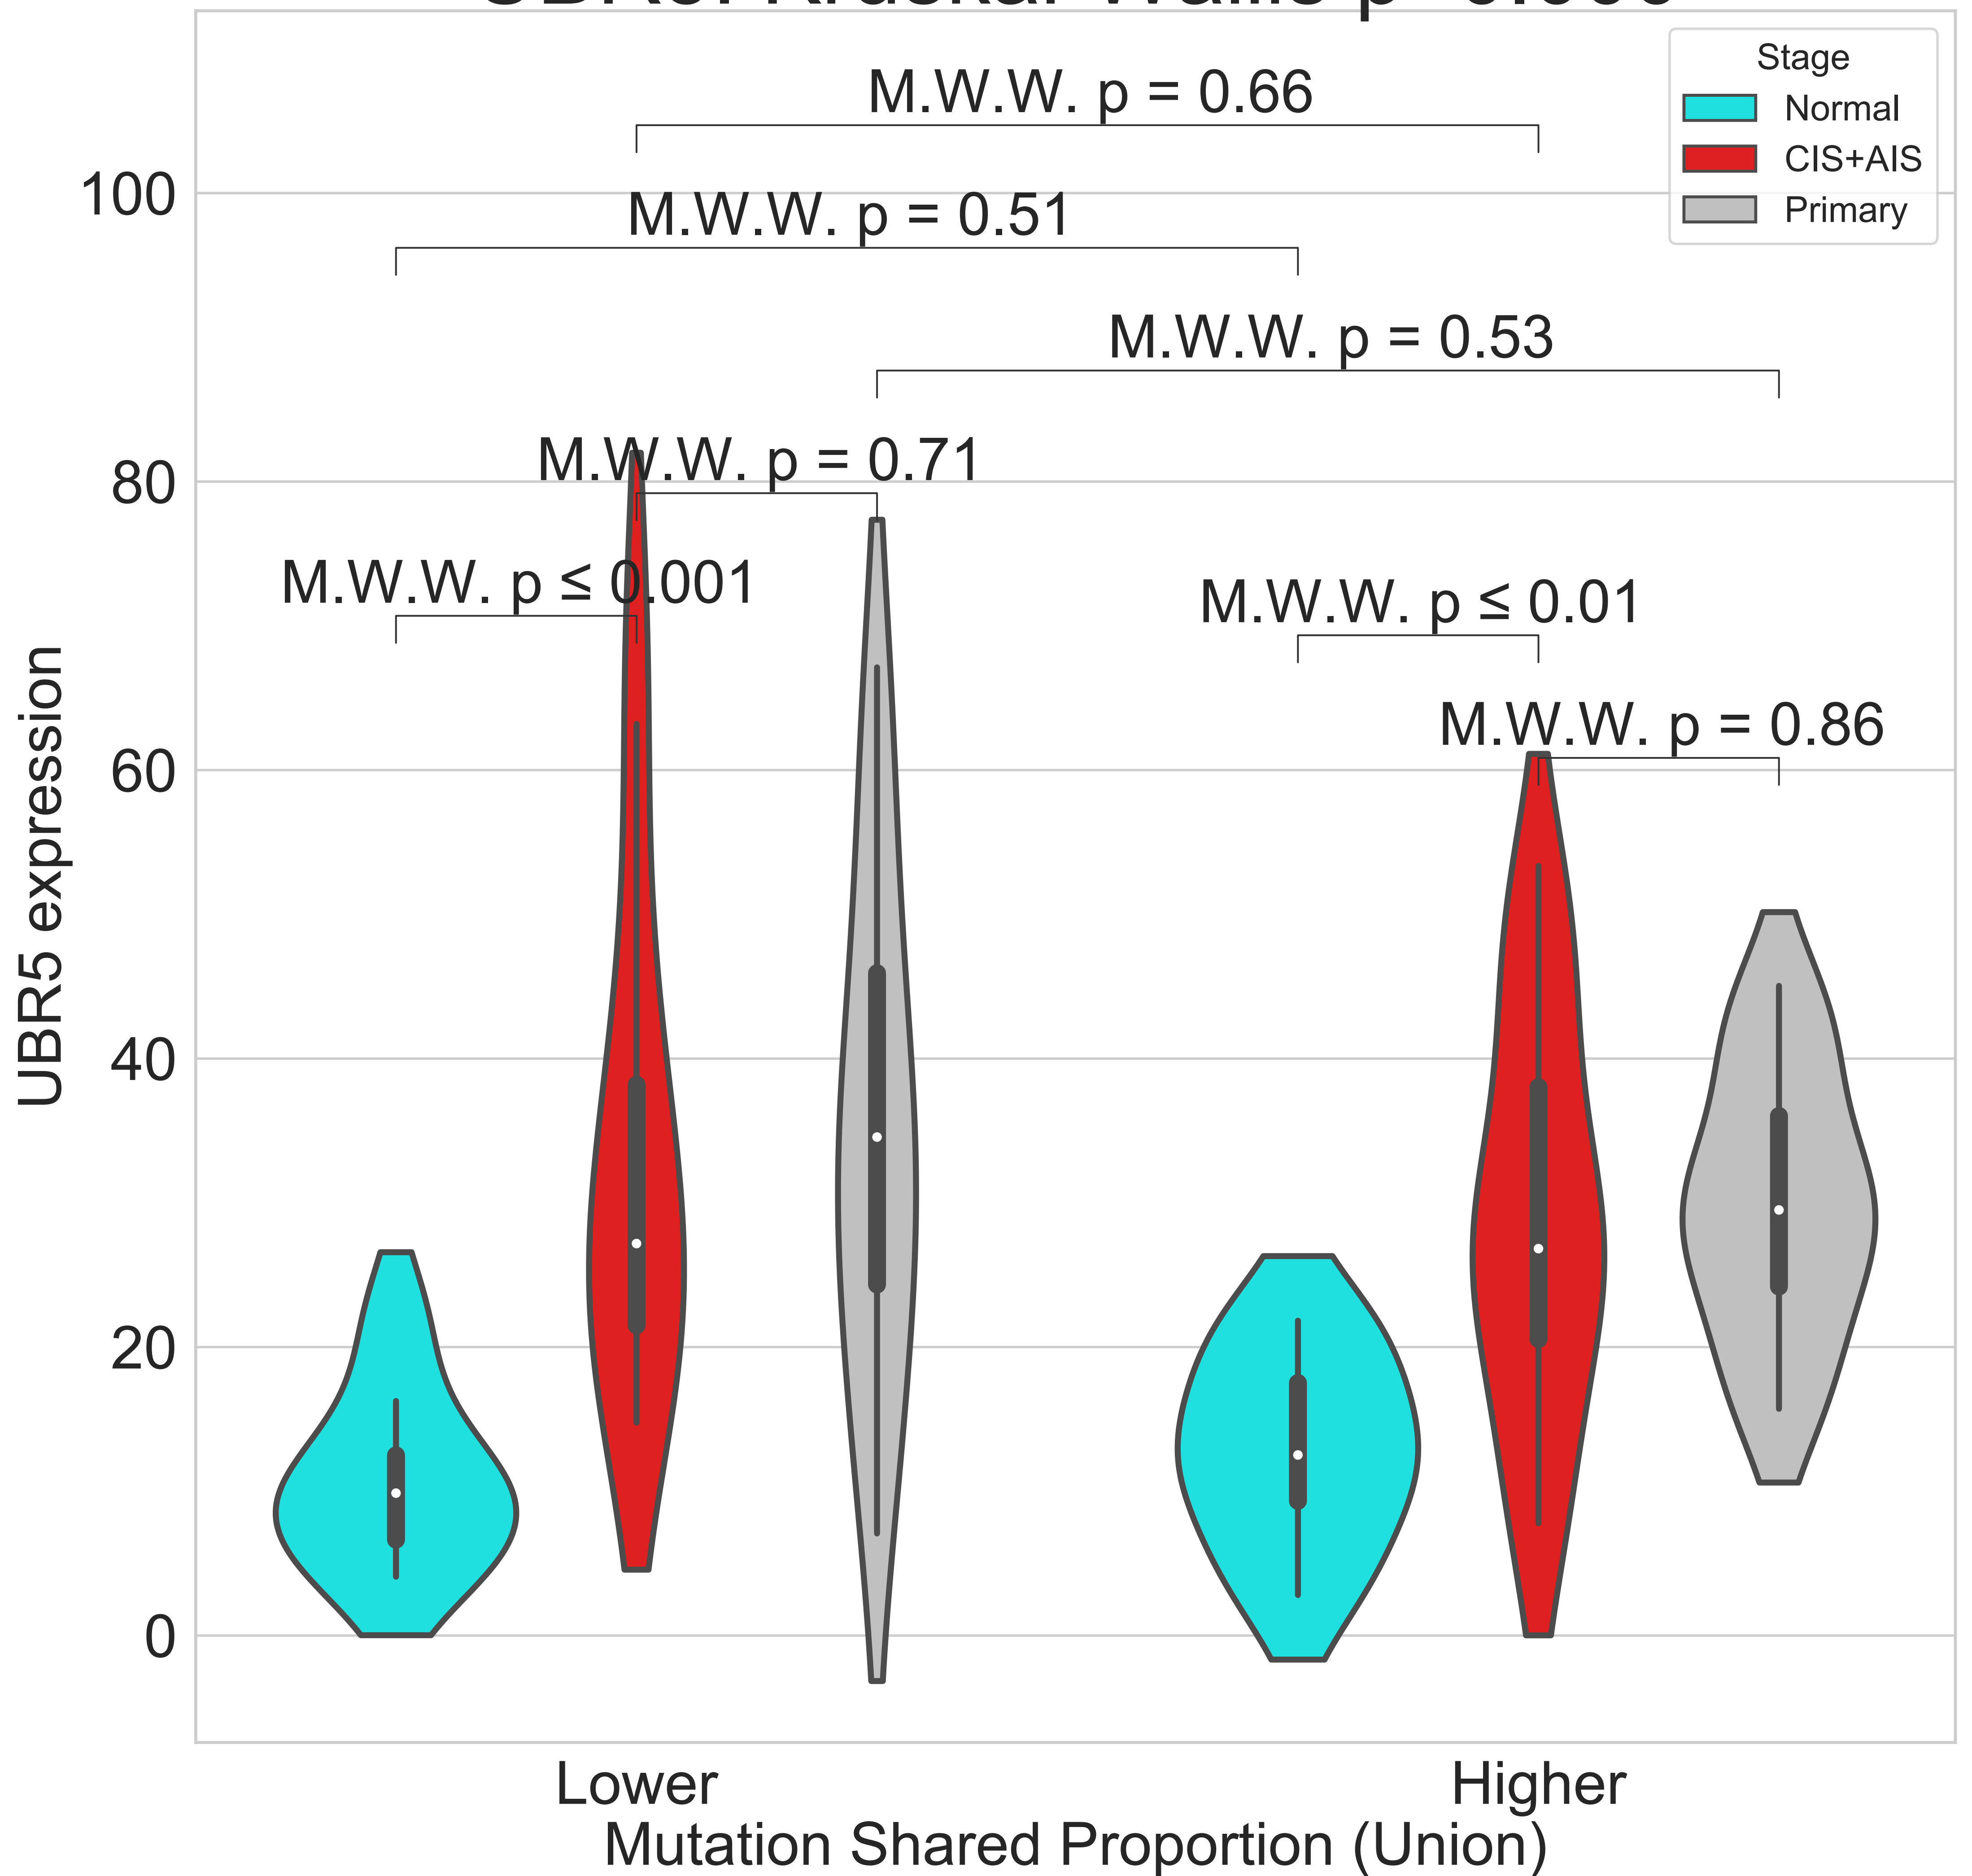 Stage
Normal
CIS+AIS
Primary
M.W.W. p = 0.66
M.W.W. p = 0.51
M.W.W. p = 0.53
M.W.W. p = 0.71
M.W.W. p ≤ 0.001
M.W.W. p ≤ 0.01
M.W.W. p = 0.86
100
80
60
40
20
0
UBR5 expression
Lower
Higher
Mutation Shared Proportion (Union)